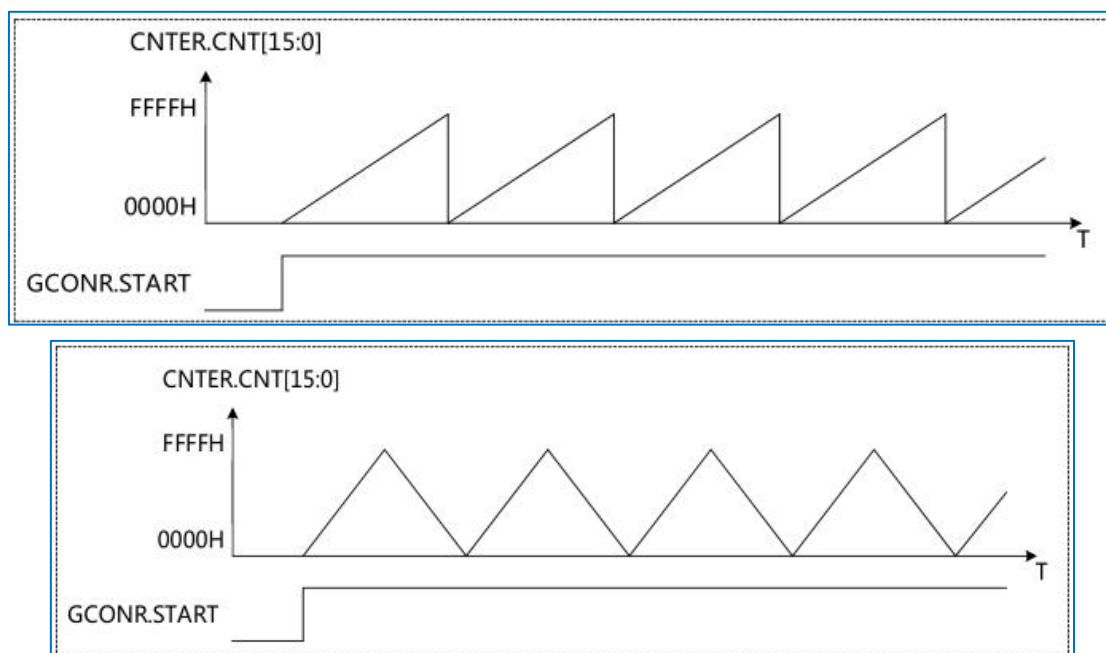 CNTER.CNT[15:0]
FFFFH
0000H
T
GCONR.START
CNTER.CNT[15:0]
FFFFH
0000H
T
GCONR.START